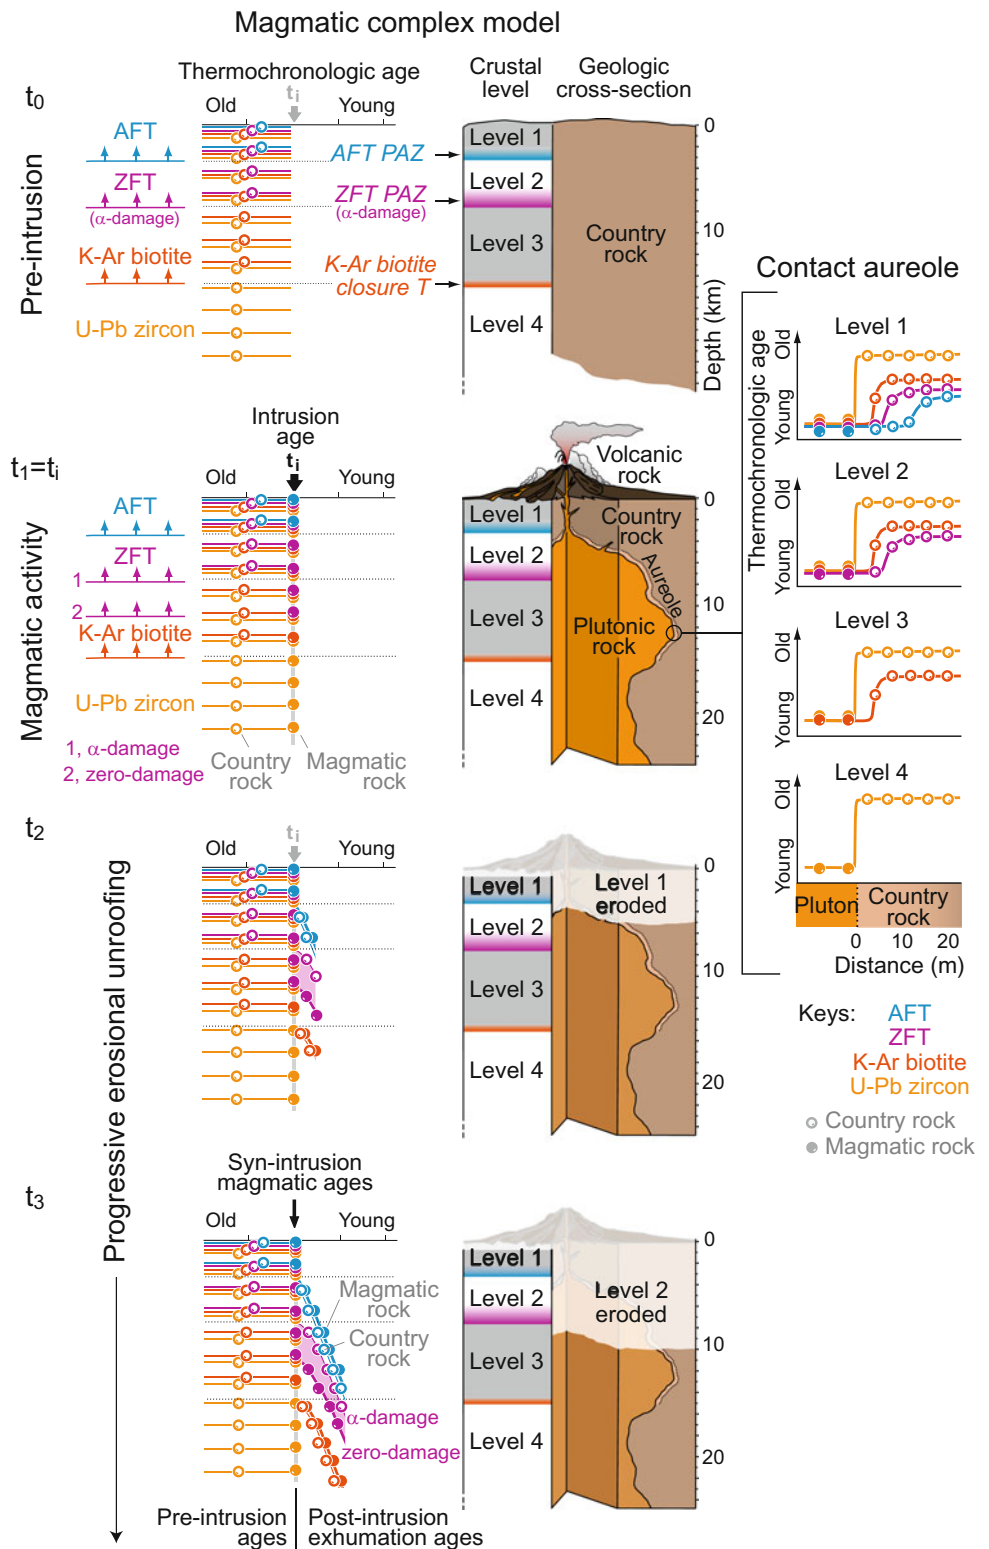 Magmatic complex model
Thermochronologic age
Crustal
level
Geologic
cross-section
t0
Pre-intrusion
Old
ti
Young
AFT
ZFT
(α-damage)
K-Ar biotite
U-Pb zircon
AFT PAZ
ZFT PAZ
(α-damage)
K-Ar biotite
closure T
Level 1
Level 2
Level 3
Level 4
Country
rock
0
10
Depth (km)
Contact aureole
Thermochronologic age
Level 1
Old
Young
Level 2
Old
Young
Level 3
Old
Young
Level 4
Old
Young
Pluton
Country
rock
0
10
20
Distance (m)
Keys:
AFT
ZFT
K-Ar biotite
U-Pb zircon
Country rock
Magmatic rock
t1=ti
Magmatic activity
Intrusion
age
ti
Old
Young
AFT
ZFT
1
2
K-Ar biotite
U-Pb zircon
1, α-damage
2, zero-damage
Country
rock
Magmatic
rock
Level 1
Level 2
Level 3
Level 4
Volcanic
rock
Country
rock
Aureole
Plutonic
rock
0
10
20
t2
Progressive erosional unroofing
Old
ti
Young
Level 1
Level 2
Level 3
Level 4
Level 1
eroded
0
10
20
t3
Syn-intrusion
magmatic ages
Old
Young
Magmatic
rock
Country
rock
α-damage
zero-damage
Pre-intrusion
ages
Post-intrusion
exhumation ages
Level 1
Level 2
Level 3
Level 4
Level 2
eroded
0
10
20